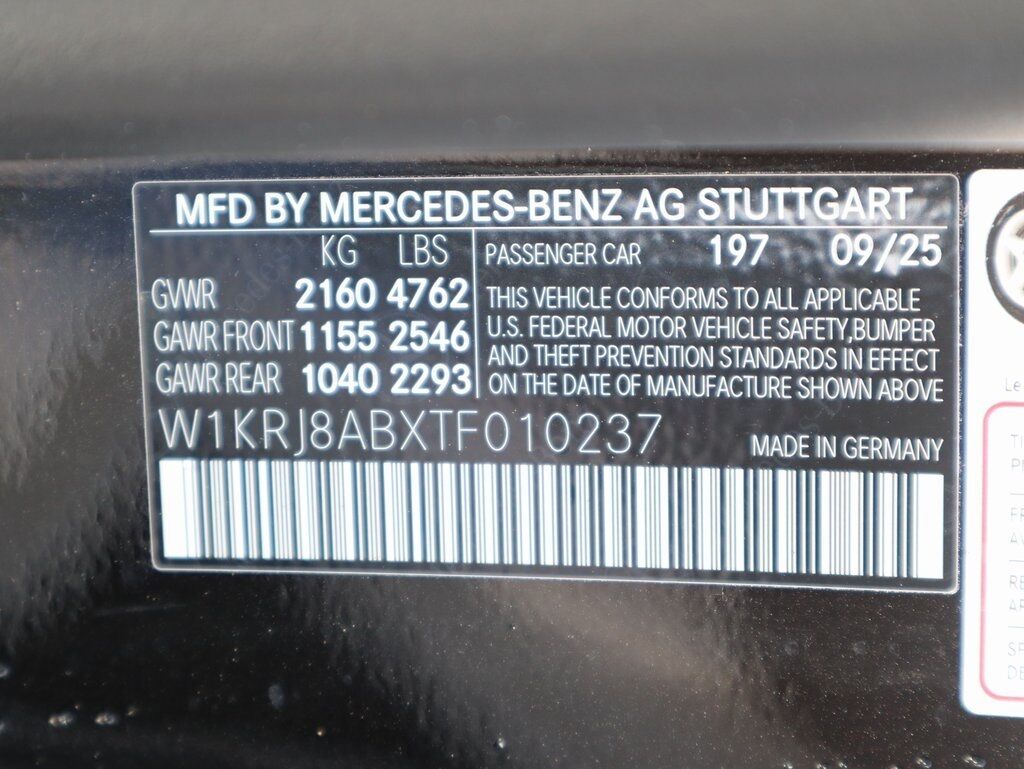 MFD BY MERCEDES-BENZ AG STUTTGART
KG LBS
GVWR 2160 4762
GAWR FRONT 1155 2546
GAWR REAR 1040 2293
PASSENGER CAR 197 09/25
THIS VEHICLE CONFORMS TO ALL APPLICABLE
U.S. FEDERAL MOTOR VEHICLE SAFETY,BUMPER
AND THEFT PREVENTION STANDARDS IN EFFECT
ON THE DATE OF MANUFACTURE SHOWN ABOVE
W1KRJ8ABXTF010237 MADE IN GERMANY